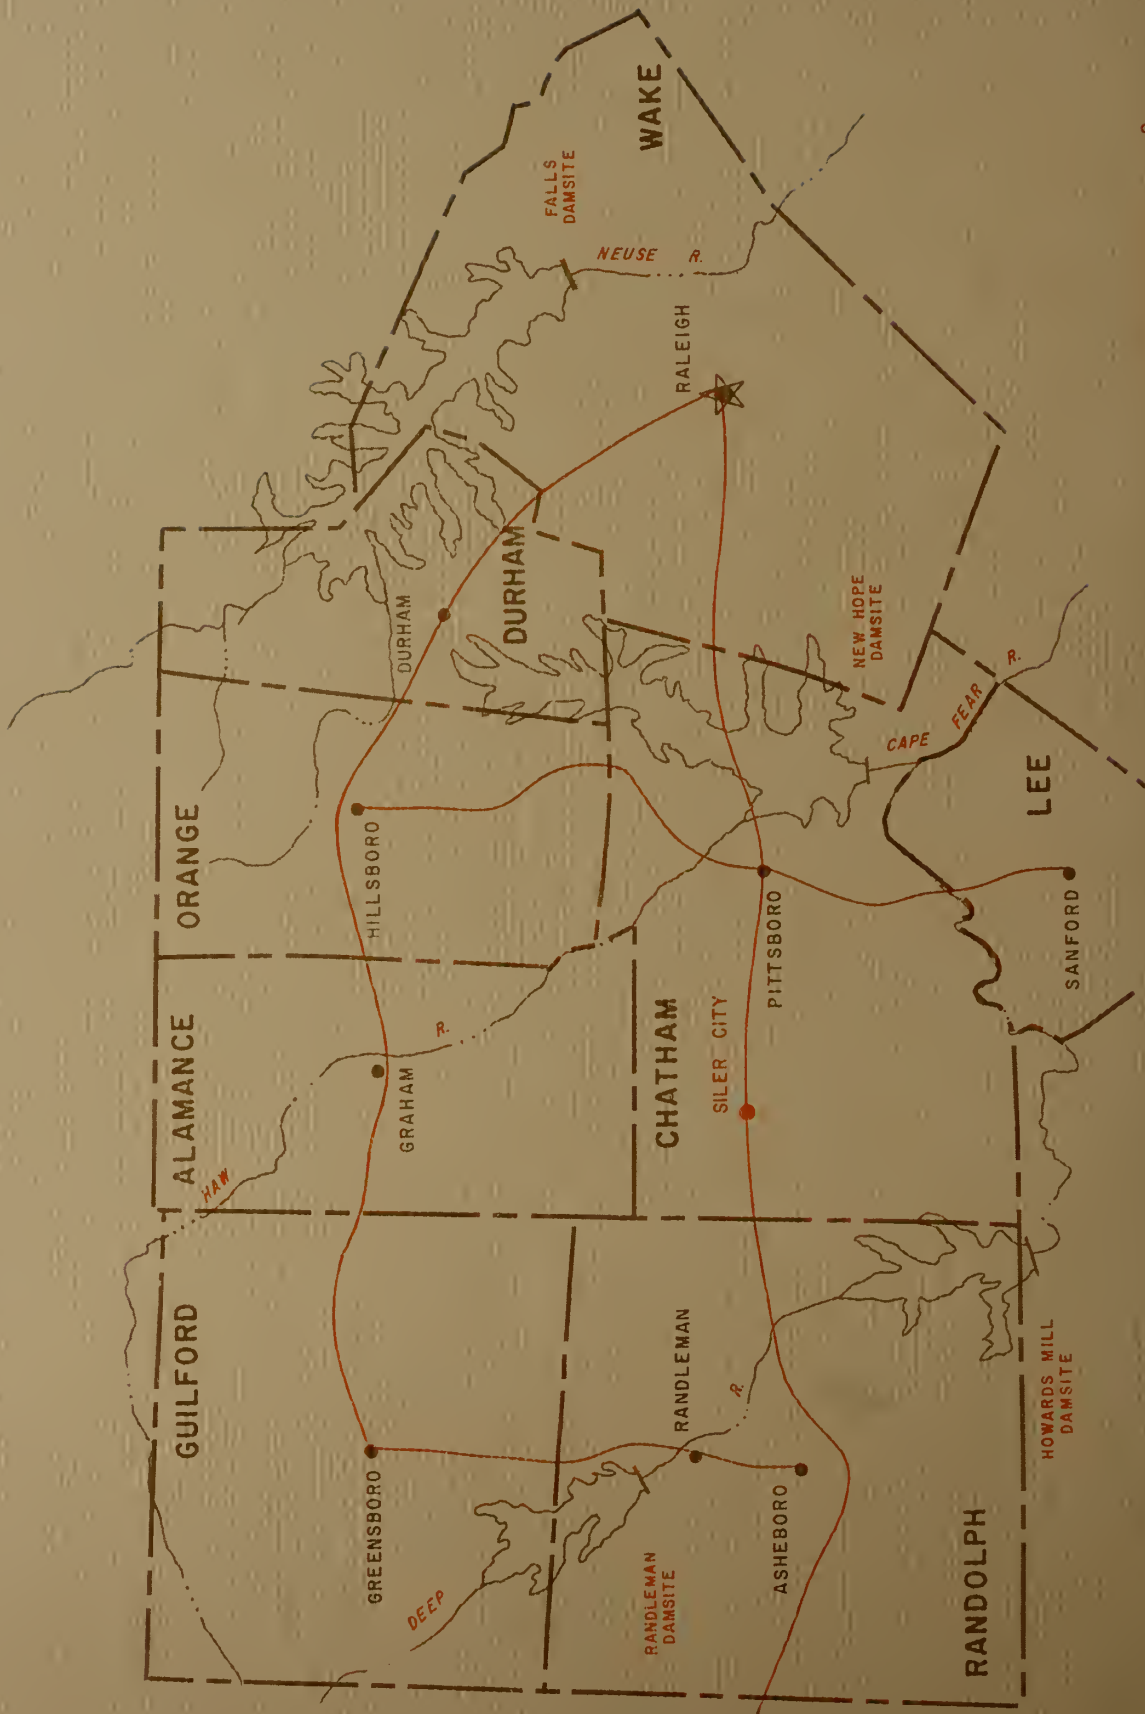 GUILFORD
ALAMANCE
ORANGE
HAW
R.
GREENSBORO
GRAHAM
HILLSBORO
DURHAM
DURHAM
WAKE
FALLS
DAMSITE
NEUSE R.
RALEIGH
DEEP
R.
RANDLEMAN
DAMSITE
RANDLEMAN
ASHEBORO
RANDOLPH
CHATHAM
SILER CITY
PITTSBORO
NEW HOPE
DAMSITE
CAPE FEAR R.
LEE
SANFORD
HOWARDS MILL
DAMSITE